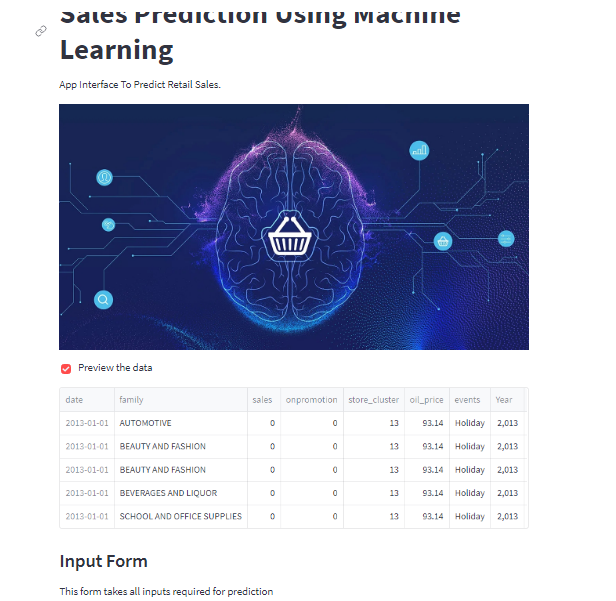 Sales Prediction Using Machine
Learning
App Interface To Predict Retail Sales.
Preview the data
date family sales onpromotion store_cluster oil_price events Year
2013-01-01 AUTOMOTIVE 0 0 13 93.14 Holiday 2,013
2013-01-01 BEAUTY AND FASHION 0 0 13 93.14 Holiday 2,013
2013-01-01 BEAUTY AND FASHION 0 0 13 93.14 Holiday 2,013
2013-01-01 BEVERAGES AND LIQUOR 0 0 13 93.14 Holiday 2,013
2013-01-01 SCHOOL AND OFFICE SUPPLIES 0 0 13 93.14 Holiday 2,013
Input Form
This form takes all inputs required for prediction